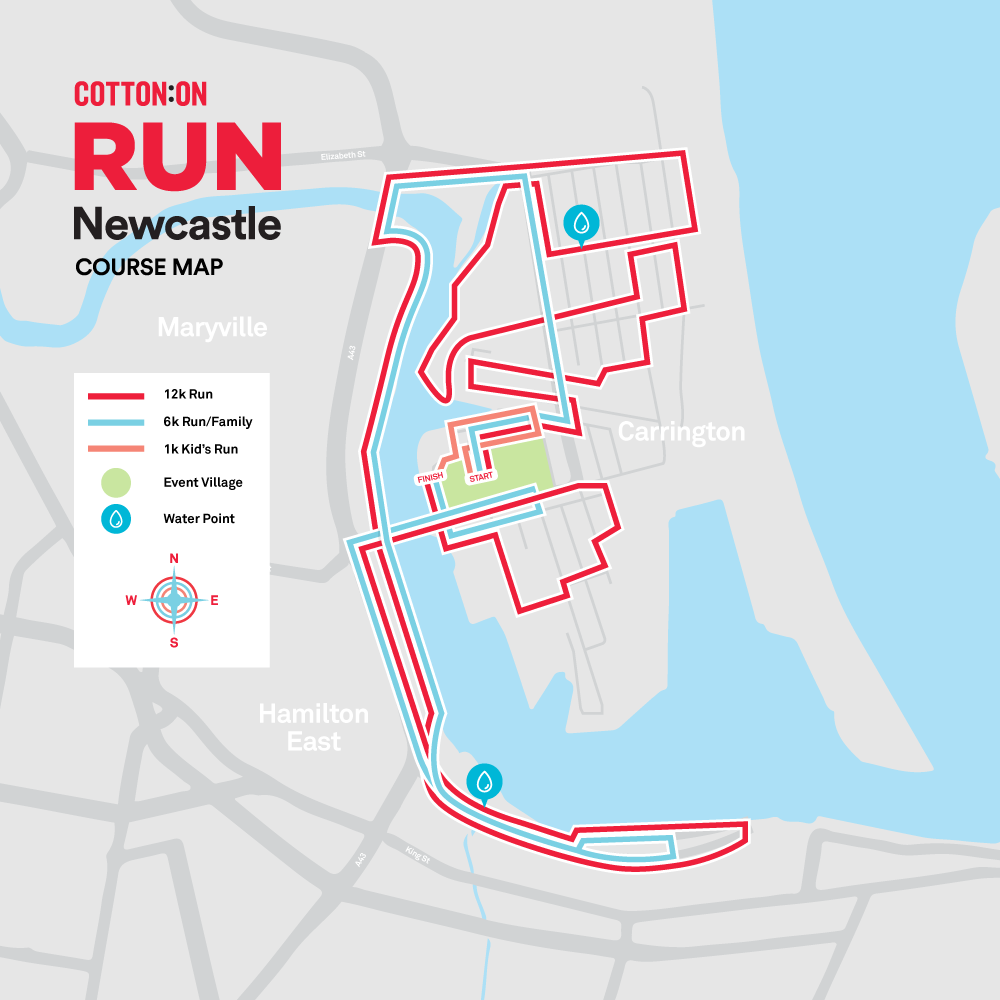 COTTON:ON
RUN
Newcastle
COURSE MAP
Elizabeth St
Maryville
A43
12k Run
6k Run/Family
1k Kid's Run
Event Village
Water Point
N
W
E
S
Carrington
FINISH
START
Hamilton
East
A43
King St